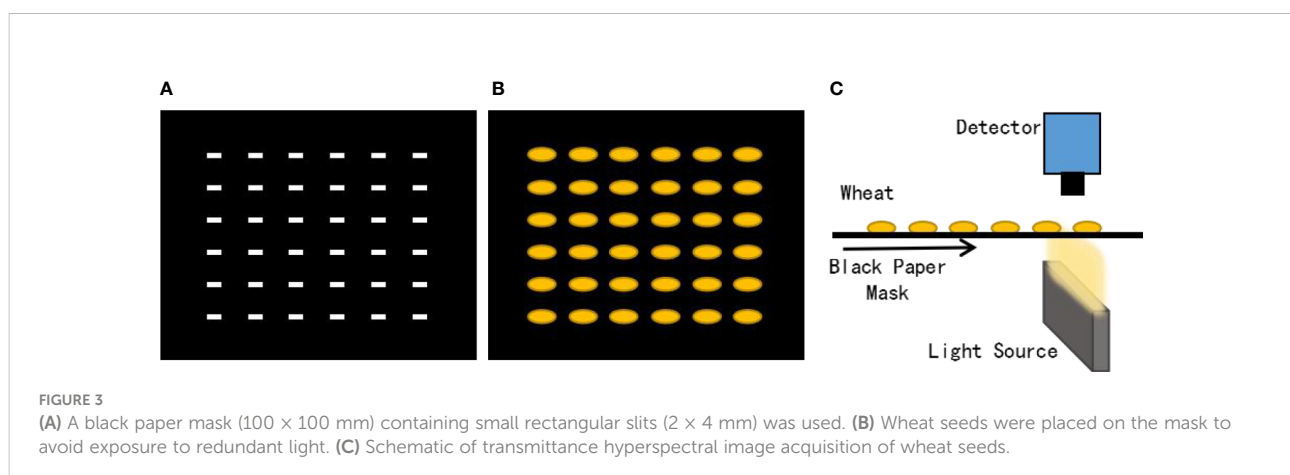 A
B
C
Detector
Wheat
Black Paper
Mask
Light Source
FIGURE 3
(A) A black paper mask (100 × 100 mm) containing small rectangular slits (2 × 4 mm) was used. (B) Wheat seeds were placed on the mask to
avoid exposure to redundant light. (C) Schematic of transmittance hyperspectral image acquisition of wheat seeds.